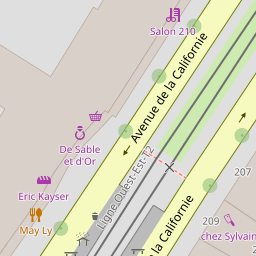 Salon 210
Avenue de la Californie
De Sable
et d'Or
Ligne Ouest-Est-T2
Eric Kayser
207
May Ly
209
de la Californie
chez Sylvain